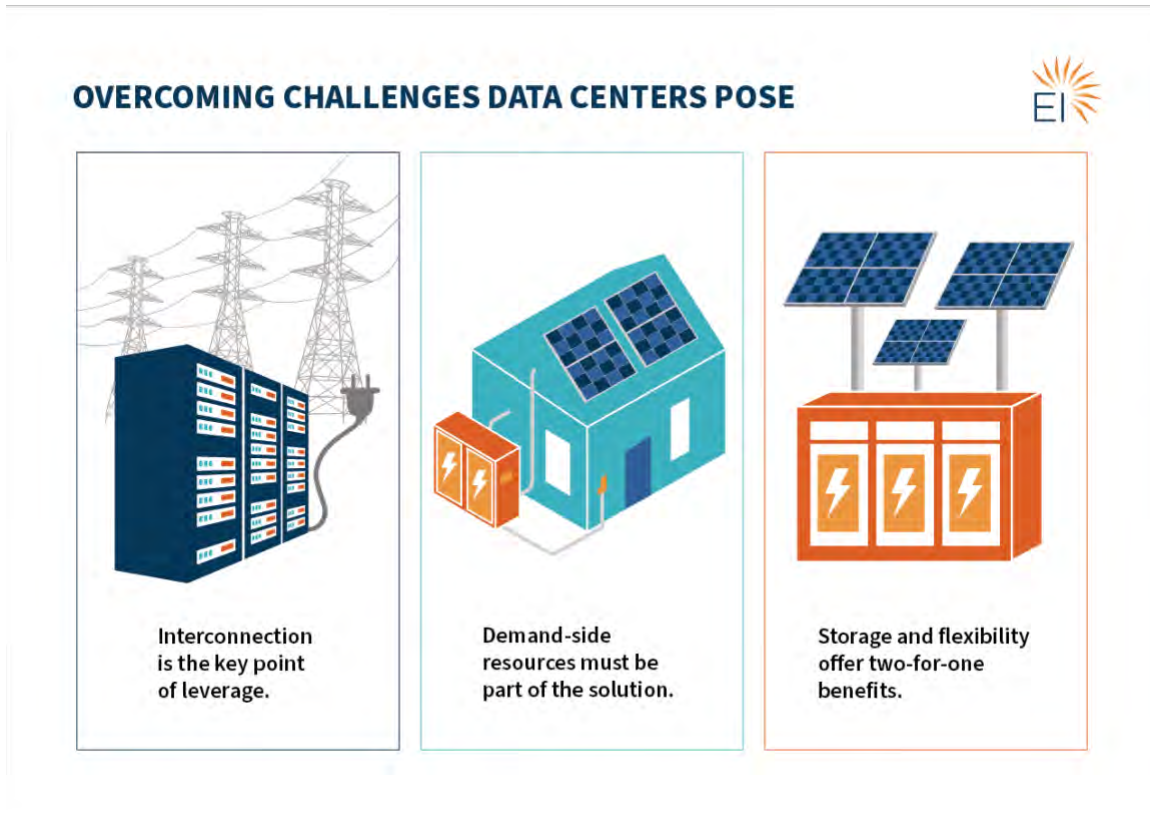 OVERCOMING CHALLENGES DATA CENTERS POSE
EI
Interconnection
is the key point
of leverage.
Demand-side
resources must be
part of the solution.
Storage and flexibility
offer two-for-one
benefits.